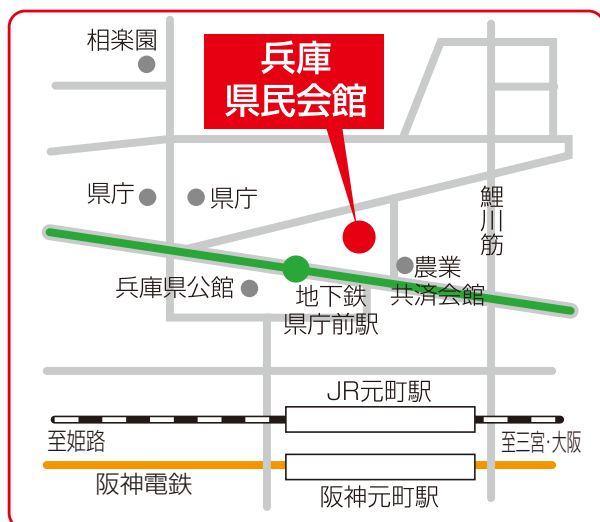 相楽園
兵庫
県民会館
県庁
県庁
鯉川筋
兵庫県公館
地下鉄
県庁前駅
農業
共済会館
JR元町駅
至姫路
至三宮・大阪
阪神電鉄
阪神元町駅